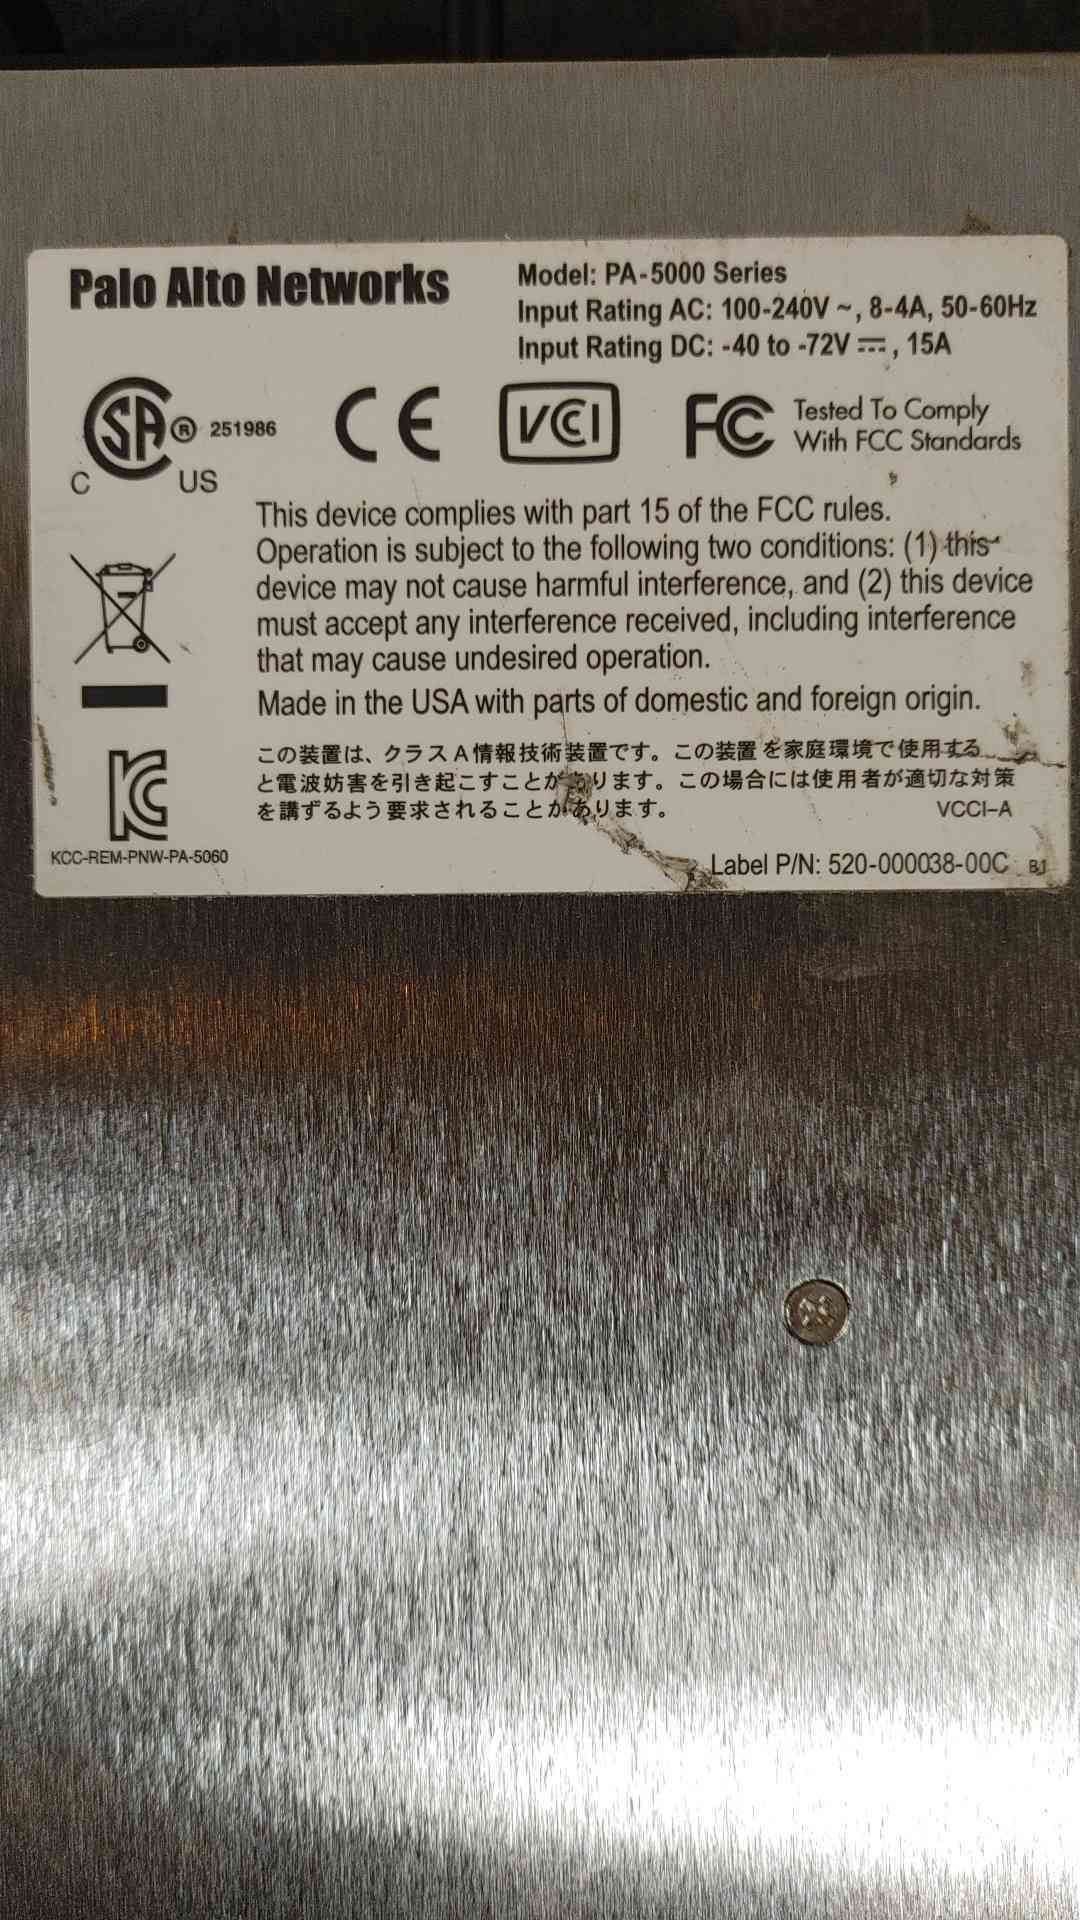 Palo Alto Networks
Model: PA-5000 Series
Input Rating AC: 100-240V ~, 8-4A, 50-60Hz
Input Rating DC: -40 to -72V ⎓, 15A
SA ® 251986
C US
CE
VCCI
FC Tested To Comply
With FCC Standards
This device complies with part 15 of the FCC rules.
Operation is subject to the following two conditions: (1) this
device may not cause harmful interference, and (2) this device
must accept any interference received, including interference
that may cause undesired operation.
Made in the USA with parts of domestic and foreign origin.
この装置は、クラスA情報技術装置です。この装置を家庭環境で使用する
と電波妨害を引き起こすことがあります。この場合には使用者が適切な対策
を講ずるよう要求されることがあります。
VCCI-A
KC
KCC-REM-PNW-PA-5060
Label P/N: 520-000038-00C B1